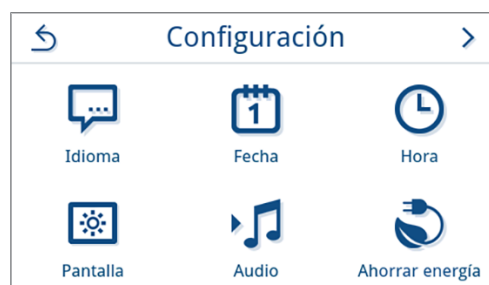 Configuración
Idioma
Fecha
1
Hora
Pantalla
Audio
Ahorrar energía